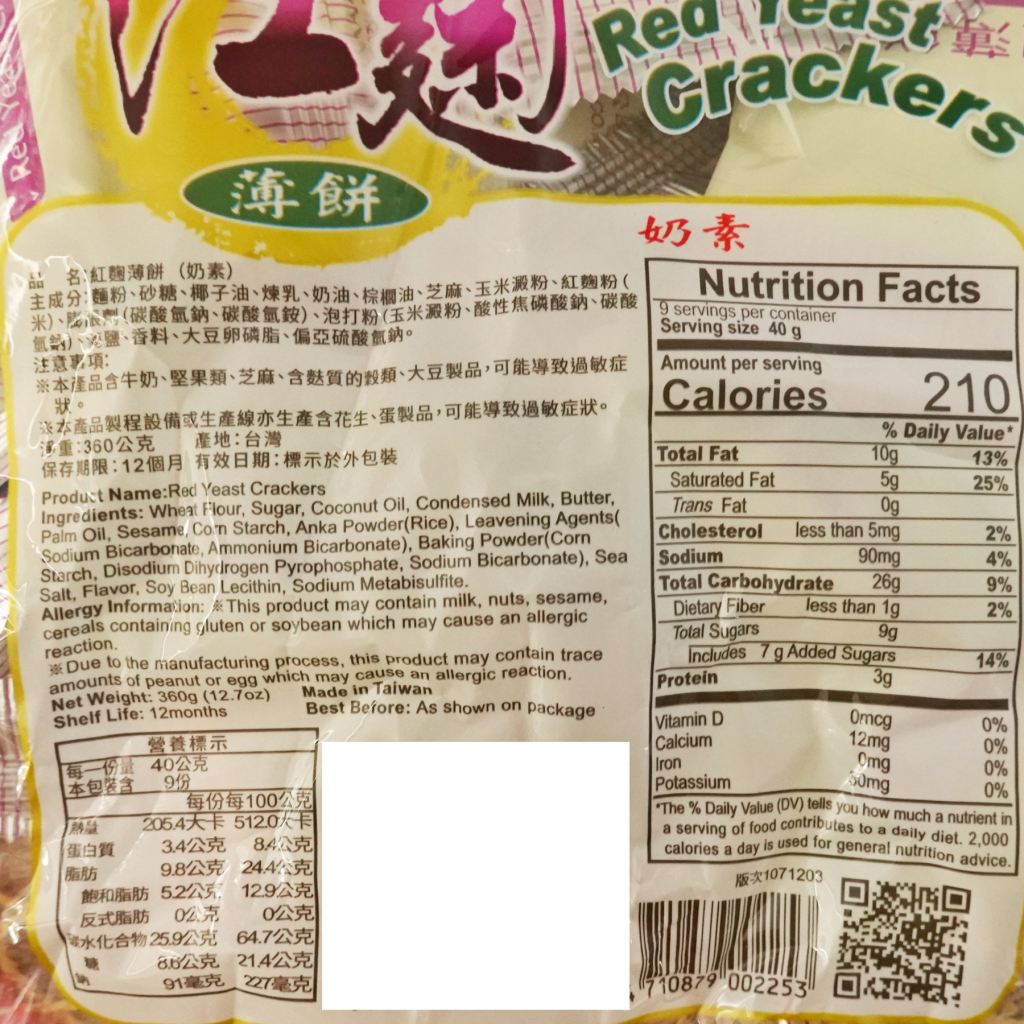 Red Yeast
Crackers
紅麴
薄餅
奶素
品 名:紅麴薄餅（奶素）
主成分:麵粉、砂糖、椰子油、煉乳、奶油、棕櫚油、芝麻、玉米澱粉、紅麴粉(
米)、膨脹劑(碳酸氫鈉、碳酸氫銨)、泡打粉(玉米澱粉、酸性焦磷酸鈉、碳酸
氫鈉)、海鹽、香料、大豆卵磷脂、偏亞硫酸氫鈉。
注意事項:
※本產品含牛奶、堅果類、芝麻、含麩質的穀類、大豆製品,可能導致過敏症
狀。
※本產品製程設備或生產線亦生產含花生、蛋製品,可能導致過敏症狀。
淨重:360公克 產地:台灣
保存期限:12個月 有效日期:標示於外包裝
Product Name:Red Yeast Crackers
Ingredients: Wheat Flour, Sugar, Coconut Oil, Condensed Milk, Butter,
Palm Oil, Sesame, Corn Starch, Anka Powder(Rice), Leavening Agents(
Sodium Bicarbonate, Ammonium Bicarbonate), Baking Powder(Corn
Starch, Disodium Dihydrogen Pyrophosphate, Sodium Bicarbonate), Sea
Salt, Flavor, Soy Bean Lecithin, Sodium Metabisulfite.
Allergy Information: ※This product may contain milk, nuts, sesame,
cereals containing gluten or soybean which may cause an allergic
reaction.
※Due to the manufacturing process, this product may contain trace
amounts of peanut or egg which may cause an allergic reaction.
Net Weight: 360g (12.7oz) Made in Taiwan
Shelf Life: 12months Best Before: As shown on package
營養標示
每一份量 40公克
本包裝含 9份
每份 每100公克
熱量 205.4大卡 512.0大卡
蛋白質 3.4公克 8.4公克
脂肪 9.8公克 24.4公克
飽和脂肪 5.2公克 12.9公克
反式脂肪 0公克 0公克
碳水化合物 25.9公克 64.7公克
糖 8.6公克 21.4公克
鈉 91毫克 227毫克
Nutrition Facts
9 servings per container
Serving size 40 g
Amount per serving
Calories 210
% Daily Value*
Total Fat 10g 13%
Saturated Fat 5g 25%
Trans Fat 0g
Cholesterol less than 5mg 2%
Sodium 90mg 4%
Total Carbohydrate 26g 9%
Dietary Fiber less than 1g 2%
Total Sugars 9g
Includes 7 g Added Sugars 14%
Protein 3g
Vitamin D 0mcg 0%
Calcium 12mg 0%
Iron 0mg 0%
Potassium 50mg 0%
*The % Daily Value (DV) tells you how much a nutrient in
a serving of food contributes to a daily diet. 2,000
calories a day is used for general nutrition advice.
版次1071203
4 710879 002253